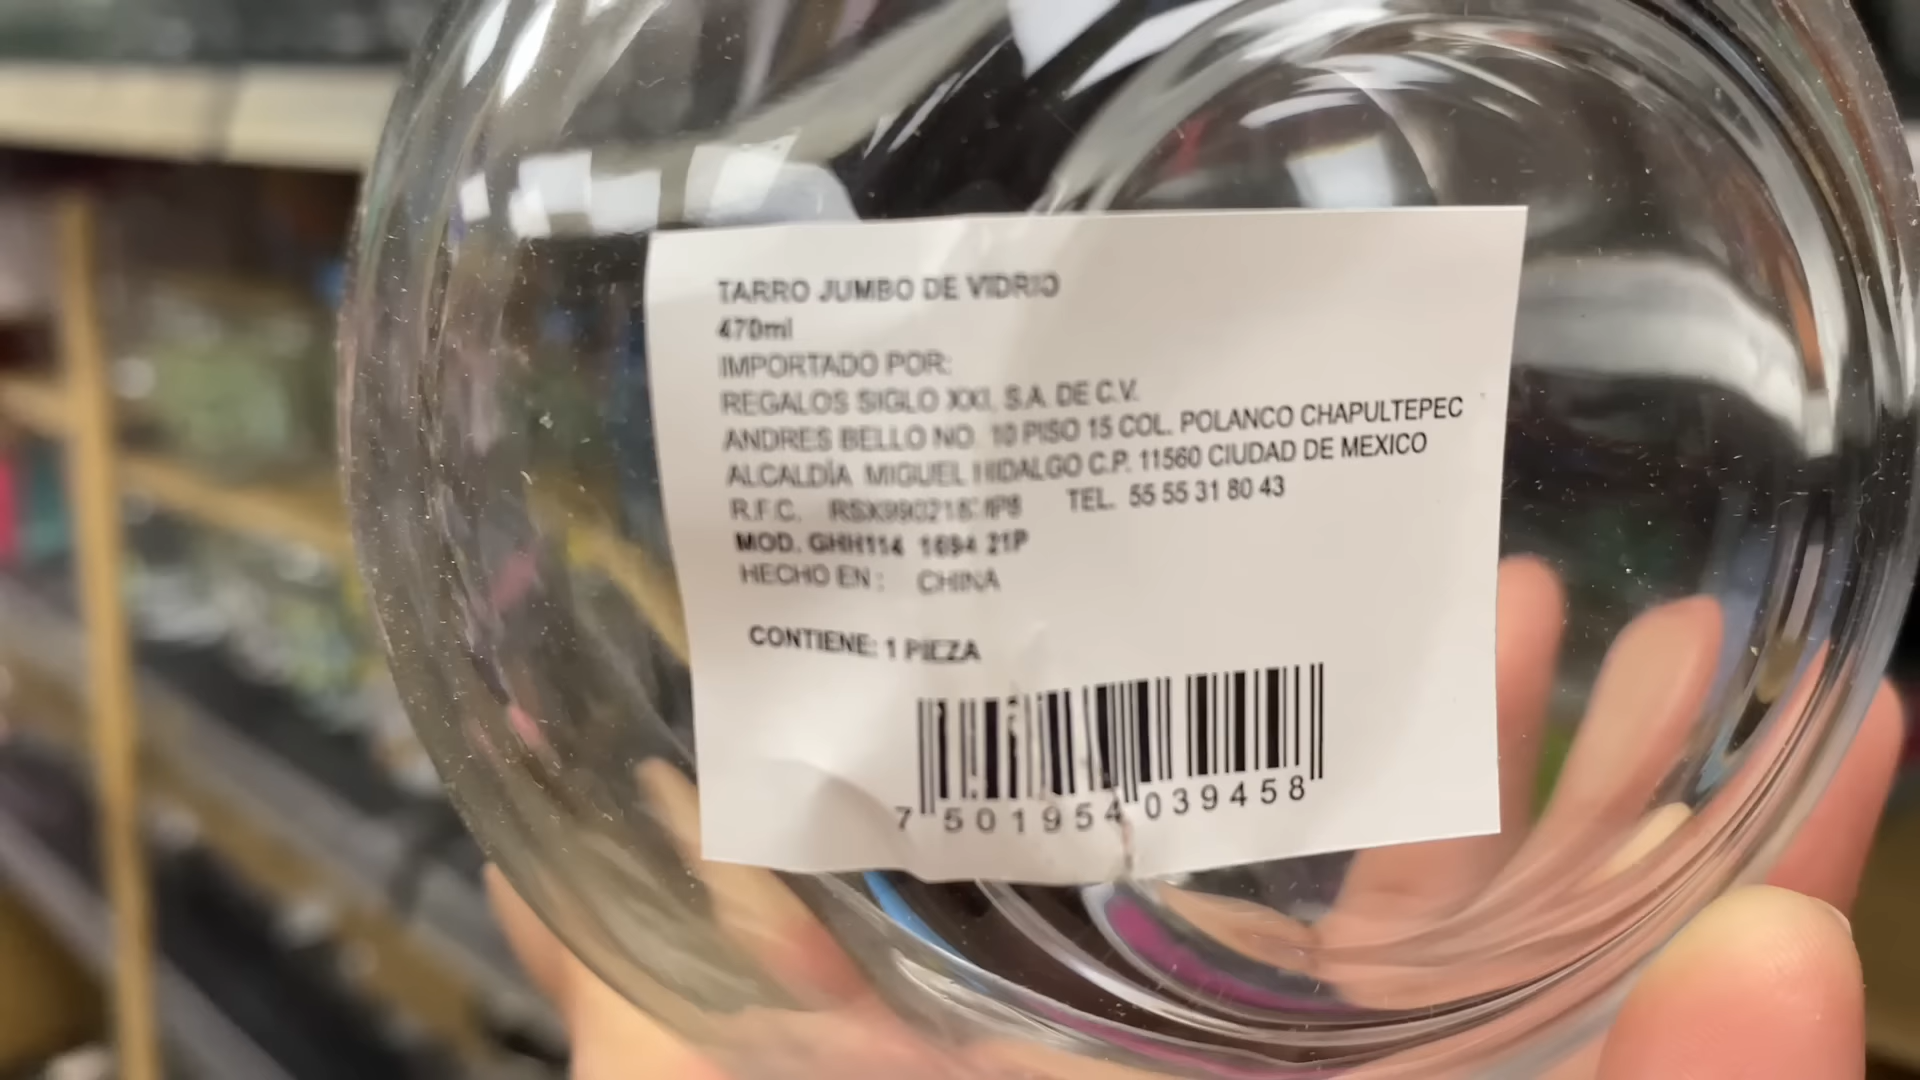 TARRO JUMBO DE VIDRIO
470ml
IMPORTADO POR:
REGALOS SIGLO XXI, S.A. DE C.V.
ANDRES BELLO NO. 10 PISO 15 COL. POLANCO CHAPULTEPEC
ALCALDÍA MIGUEL HIDALGO C.P. 11560 CIUDAD DE MEXICO
R.F.C. TEL. 55 55 31 80 43
MOD. GHH114 1694 21P
HECHO EN: CHINA
CONTIENE: 1 PIEZA
7 501954 039458